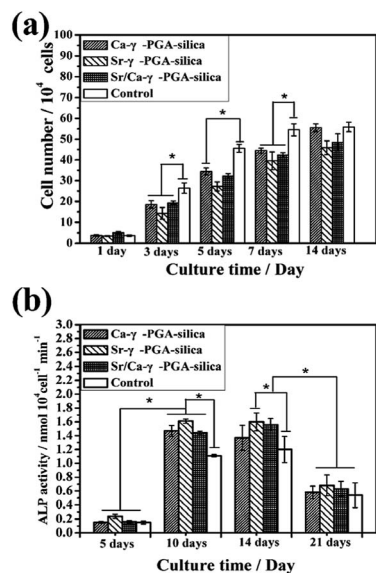 (a)
Ca-γ -PGA-silica
Sr-γ -PGA-silica
Sr/Ca-γ -PGA-silica
Control
100
90
80
70
60
50
40
30
20
10
0
Cell number / 10⁴ cells
*
*
*
1 day 3 days 5 days 7 days 14 days
Culture time / Day
(b)
Ca-γ -PGA-silica
Sr-γ -PGA-silica
Sr/Ca-γ -PGA-silica
Control
3.0
2.8
2.6
2.4
2.2
2.0
1.8
1.6
1.4
1.2
1.0
0.8
0.6
0.4
0.2
0.0
ALP activity / nmol 10⁴cell⁻¹ min⁻¹
*
*
*
*
5 days 10 days 14 days 21 days
Culture time / Day